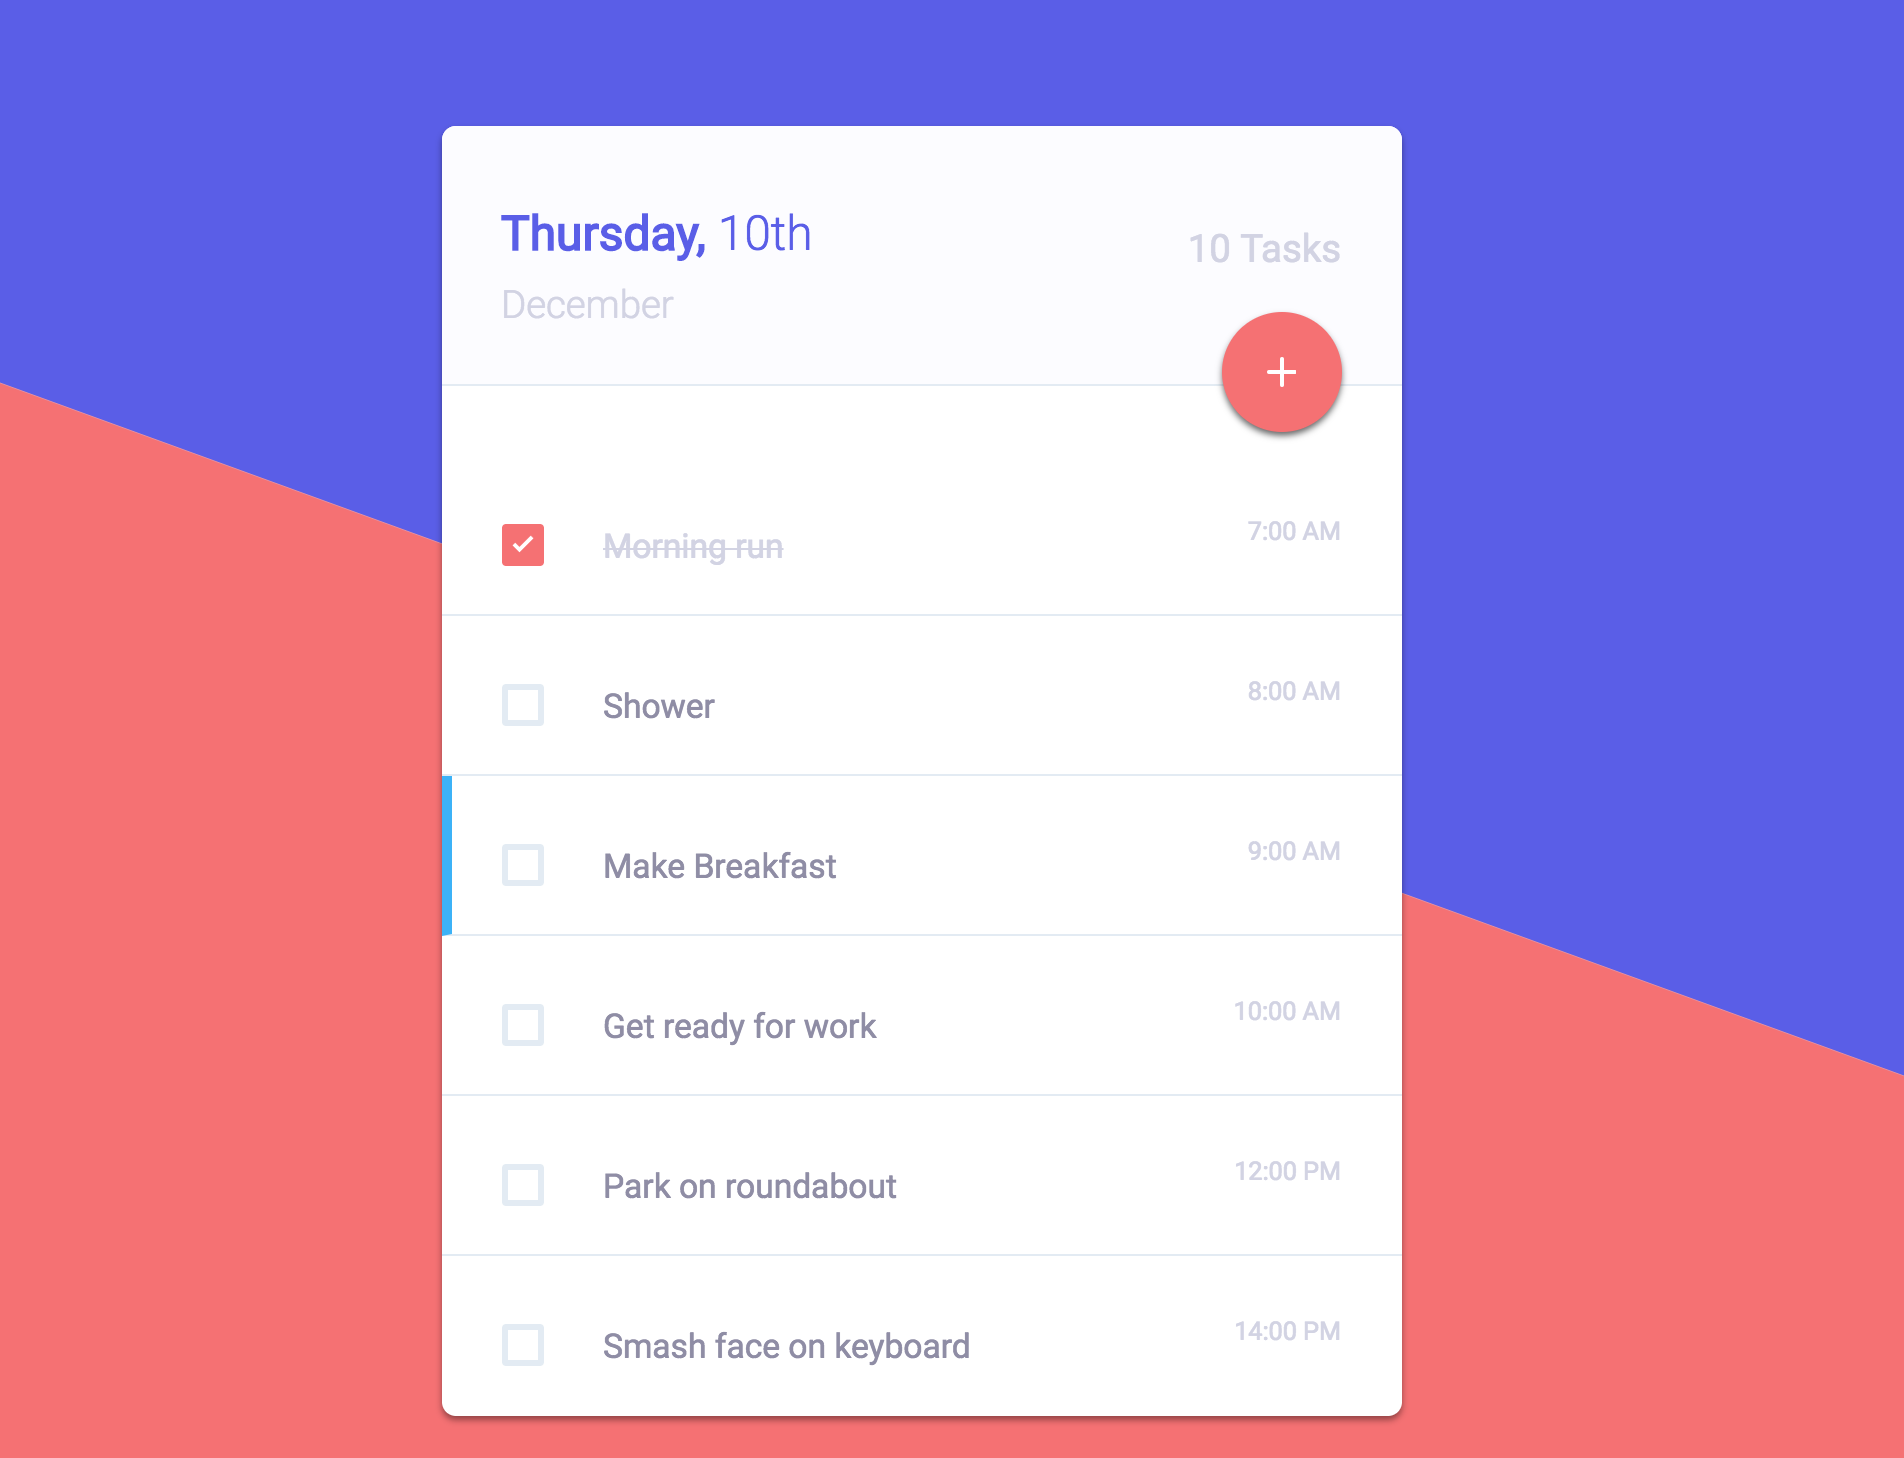 Thursday, 10th
10 Tasks
December
Morning run
7:00 AM
Shower
8:00 AM
Make Breakfast
9:00 AM
Get ready for work
10:00 AM
Park on roundabout
12:00 PM
Smash face on keyboard
14:00 PM